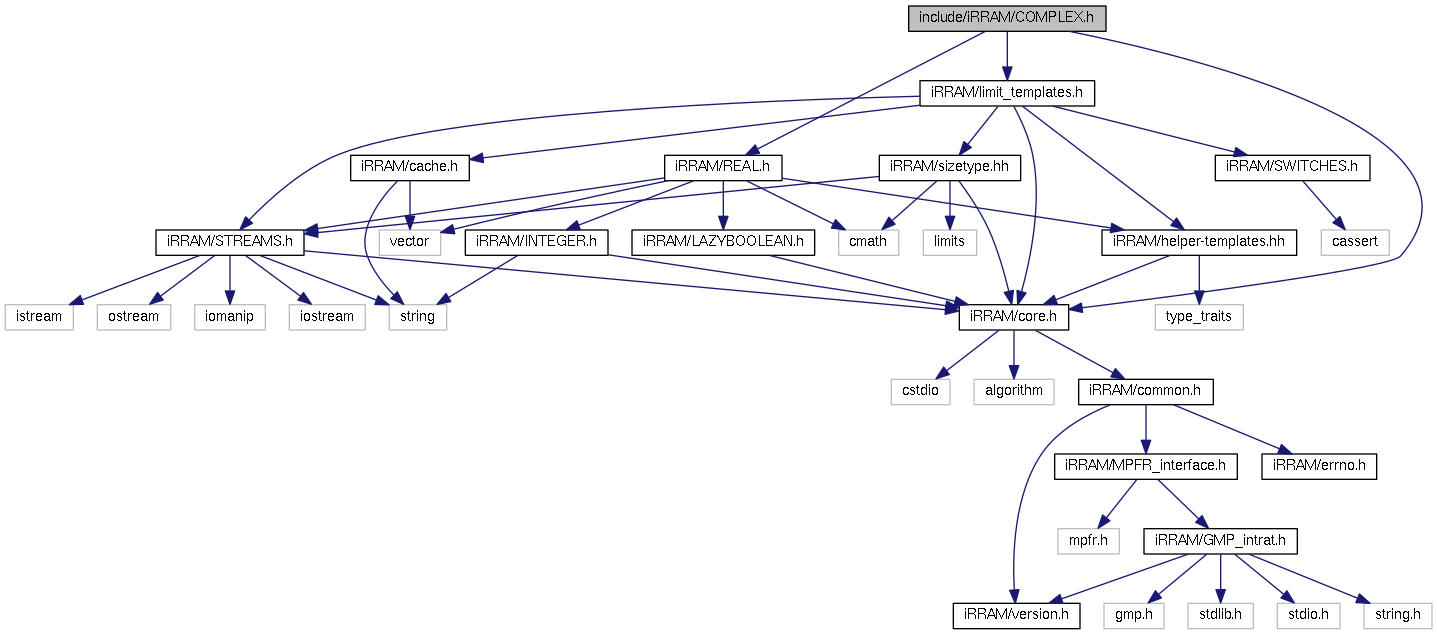 include/iRRAM/COMPLEX.h
iRRAM/limit_templates.h
iRRAM/cache.h
iRRAM/REAL.h
iRRAM/sizetype.hh
iRRAM/SWITCHES.h
iRRAM/STREAMS.h
vector
iRRAM/INTEGER.h
iRRAM/LAZYBOOLEAN.h
cmath
limits
iRRAM/helper-templates.hh
cassert
istream
ostream
iomanip
iostream
string
iRRAM/core.h
type_traits
cstdio
algorithm
iRRAM/common.h
iRRAM/MPFR_interface.h
iRRAM/errno.h
mpfr.h
iRRAM/GMP_intrat.h
iRRAM/version.h
gmp.h
stdlib.h
stdio.h
string.h